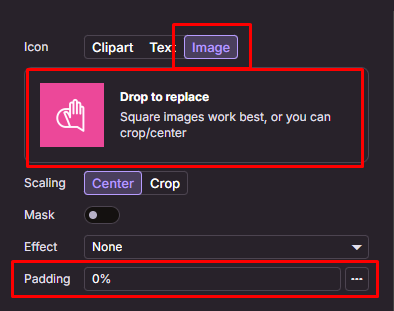 Icon Clipart Text Image
Drop to replace
Square images work best, or you can
crop/center
Scaling Center Crop
Mask
Effect None
Padding 0%